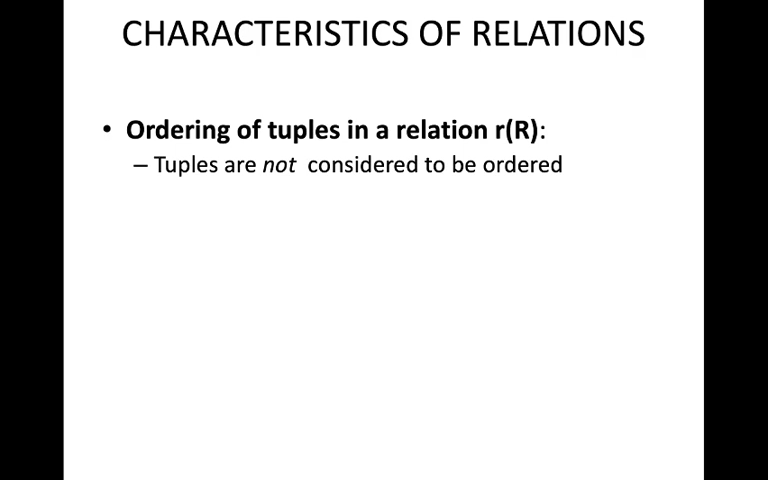 CHARACTERISTICS OF RELATIONS
• Ordering of tuples in a relation r(R):
– Tuples are not considered to be ordered